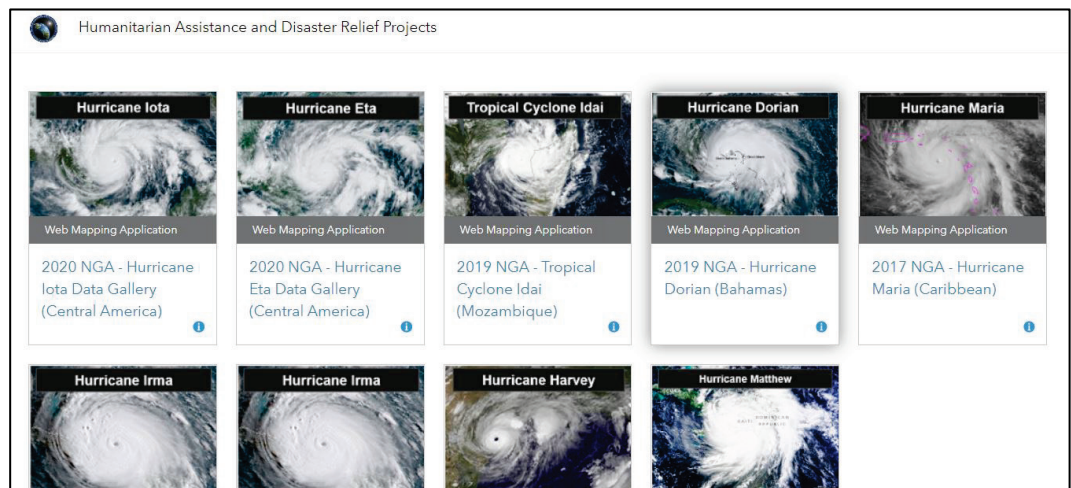 Humanitarian Assistance and Disaster Relief Projects
Hurricane Iota
Web Mapping Application
2020 NGA - Hurricane
Iota Data Gallery
(Central America)
Hurricane Eta
Web Mapping Application
2020 NGA - Hurricane
Eta Data Gallery
(Central America)
Tropical Cyclone Idai
Web Mapping Application
2019 NGA - Tropical
Cyclone Idai
(Mozambique)
Hurricane Dorian
Web Mapping Application
2019 NGA - Hurricane
Dorian (Bahamas)
Hurricane Maria
Web Mapping Application
2017 NGA - Hurricane
Maria (Caribbean)
Hurricane Irma
Hurricane Irma
Hurricane Harvey
Hurricane Matthew
DOMINICAN
REPUBLIC